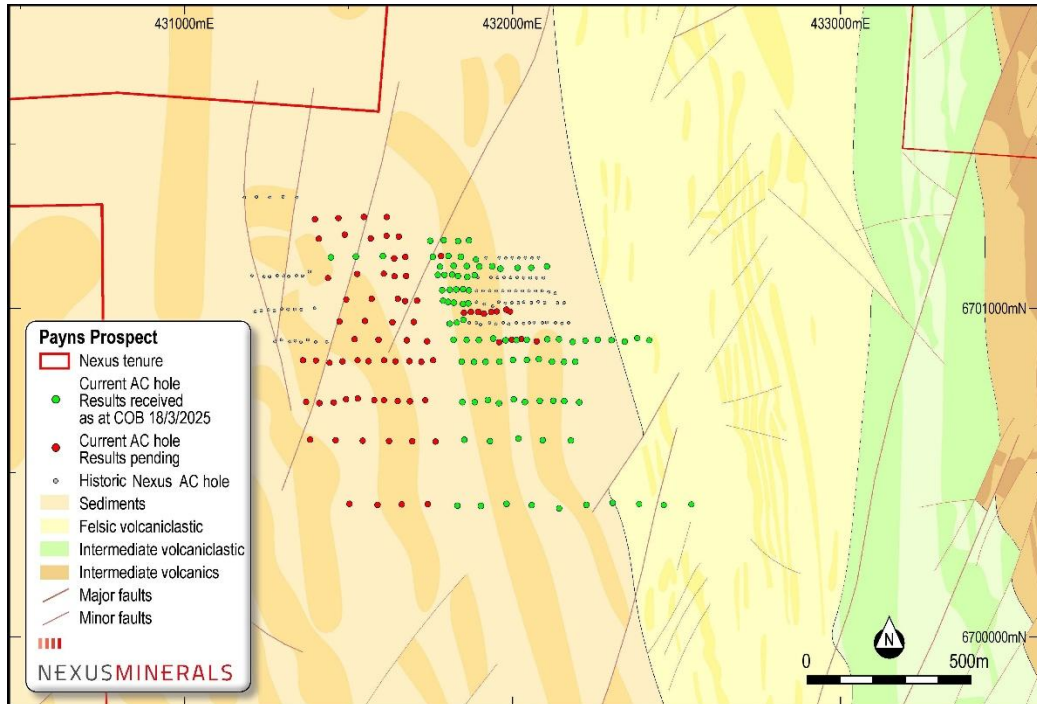 431000mE
432000mE
433000mE
6701000mN
Payns Prospect
Nexus tenure
Current AC hole
Results received
as at COB 18/3/2025
Current AC hole
Results pending
Historic Nexus AC hole
Sediments
Felsic volcaniclastic
Intermediate volcaniclastic
Intermediate volcanics
Major faults
Minor faults
NEXUSMINERALS
N
6700000mN
0
500m